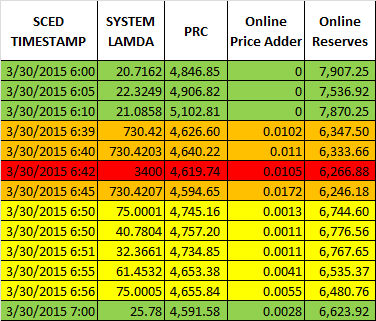 SCED TIMESTAMP SYSTEM LAMDA PRC Online Price Adder Online Reserves
3/30/2015 6:00 20.7162 4,846.85 0 7,907.25
3/30/2015 6:05 22.3249 4,906.82 0 7,536.92
3/30/2015 6:10 21.0858 5,102.81 0 7,870.25
3/30/2015 6:39 730.42 4,626.60 0.0102 6,347.50
3/30/2015 6:40 730.4203 4,640.22 0.011 6,333.66
3/30/2015 6:42 3400 4,619.74 0.0105 6,266.88
3/30/2015 6:45 730.4207 4,594.65 0.0172 6,246.18
3/30/2015 6:50 75.0001 4,745.16 0.0013 6,744.60
3/30/2015 6:50 40.7804 4,757.20 0.0011 6,776.56
3/30/2015 6:51 32.3661 4,734.85 0.0011 6,767.65
3/30/2015 6:55 61.4532 4,653.38 0.0041 6,535.37
3/30/2015 6:56 75.0005 4,655.84 0.0055 6,480.76
3/30/2015 7:00 25.78 4,591.58 0.0028 6,623.92